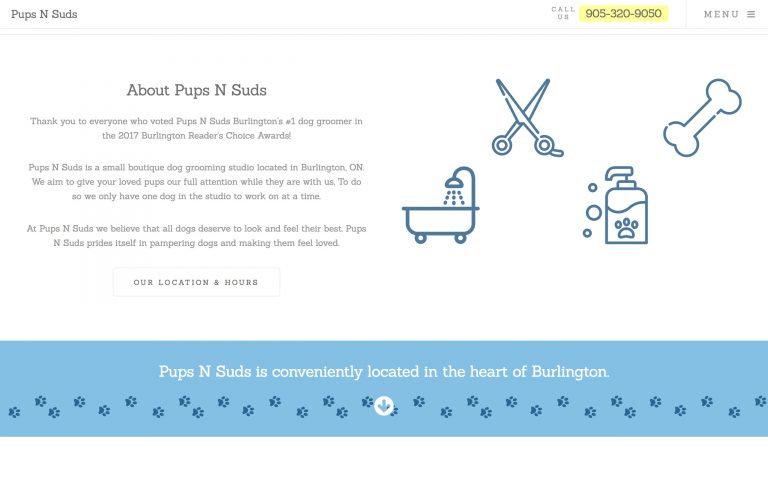 Pups N Suds
CALL
US
905-320-9050
MENU
About Pups N Suds
Thank you to everyone who voted Pups N Suds Burlington's #1 dog groomer in
the 2017 Burlington Reader's Choice Awards!
Pups N Suds is a small boutique dog grooming studio located in Burlington, ON.
We aim to give your loved pups our full attention while they are with us. To do
so we only have one dog in the studio to work on at a time.
At Pups N Suds we believe that all dogs deserve to look and feel their best. Pups
N Suds prides itself in pampering dogs and making them feel loved.
OUR LOCATION & HOURS
Pups N Suds is conveniently located in the heart of Burlington.